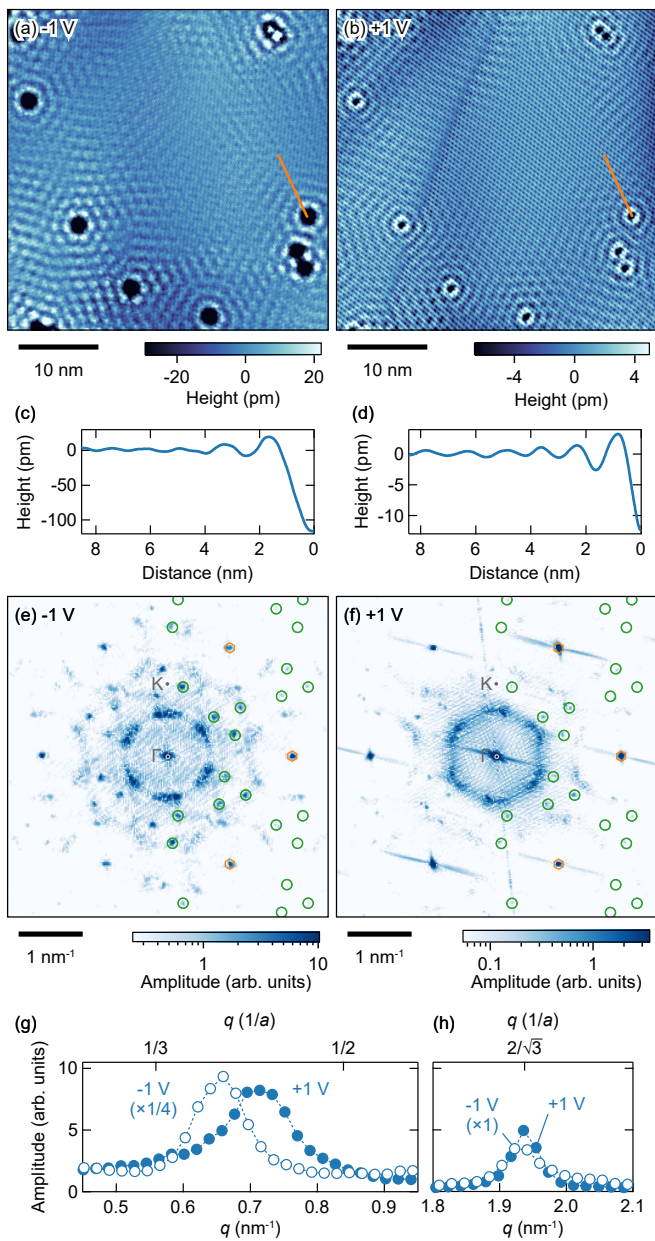 (a) -1 V
(b) +1 V
10 nm
-20 0 20
Height (pm)
10 nm
-4 0 4
Height (pm)
(c)
Height (pm)
0
-50
-100
8 6 4 2 0
Distance (nm)
(d)
Height (pm)
0
-5
-10
8 6 4 2 0
Distance (nm)
(e) -1 V
K
Γ
(f) +1 V
K
Γ
1 nm⁻¹
1 10
Amplitude (arb. units)
1 nm⁻¹
0.1 1
Amplitude (arb. units)
(g)
q (1/a)
1/3 1/2
Amplitude (arb. units)
10
5
0
-1 V
(×1/4)
+1 V
0.5 0.6 0.7 0.8 0.9
q (nm⁻¹)
(h)
q (1/a)
2/√3
-1 V
(×1)
+1 V
1.8 1.9 2.0 2.1
q (nm⁻¹)